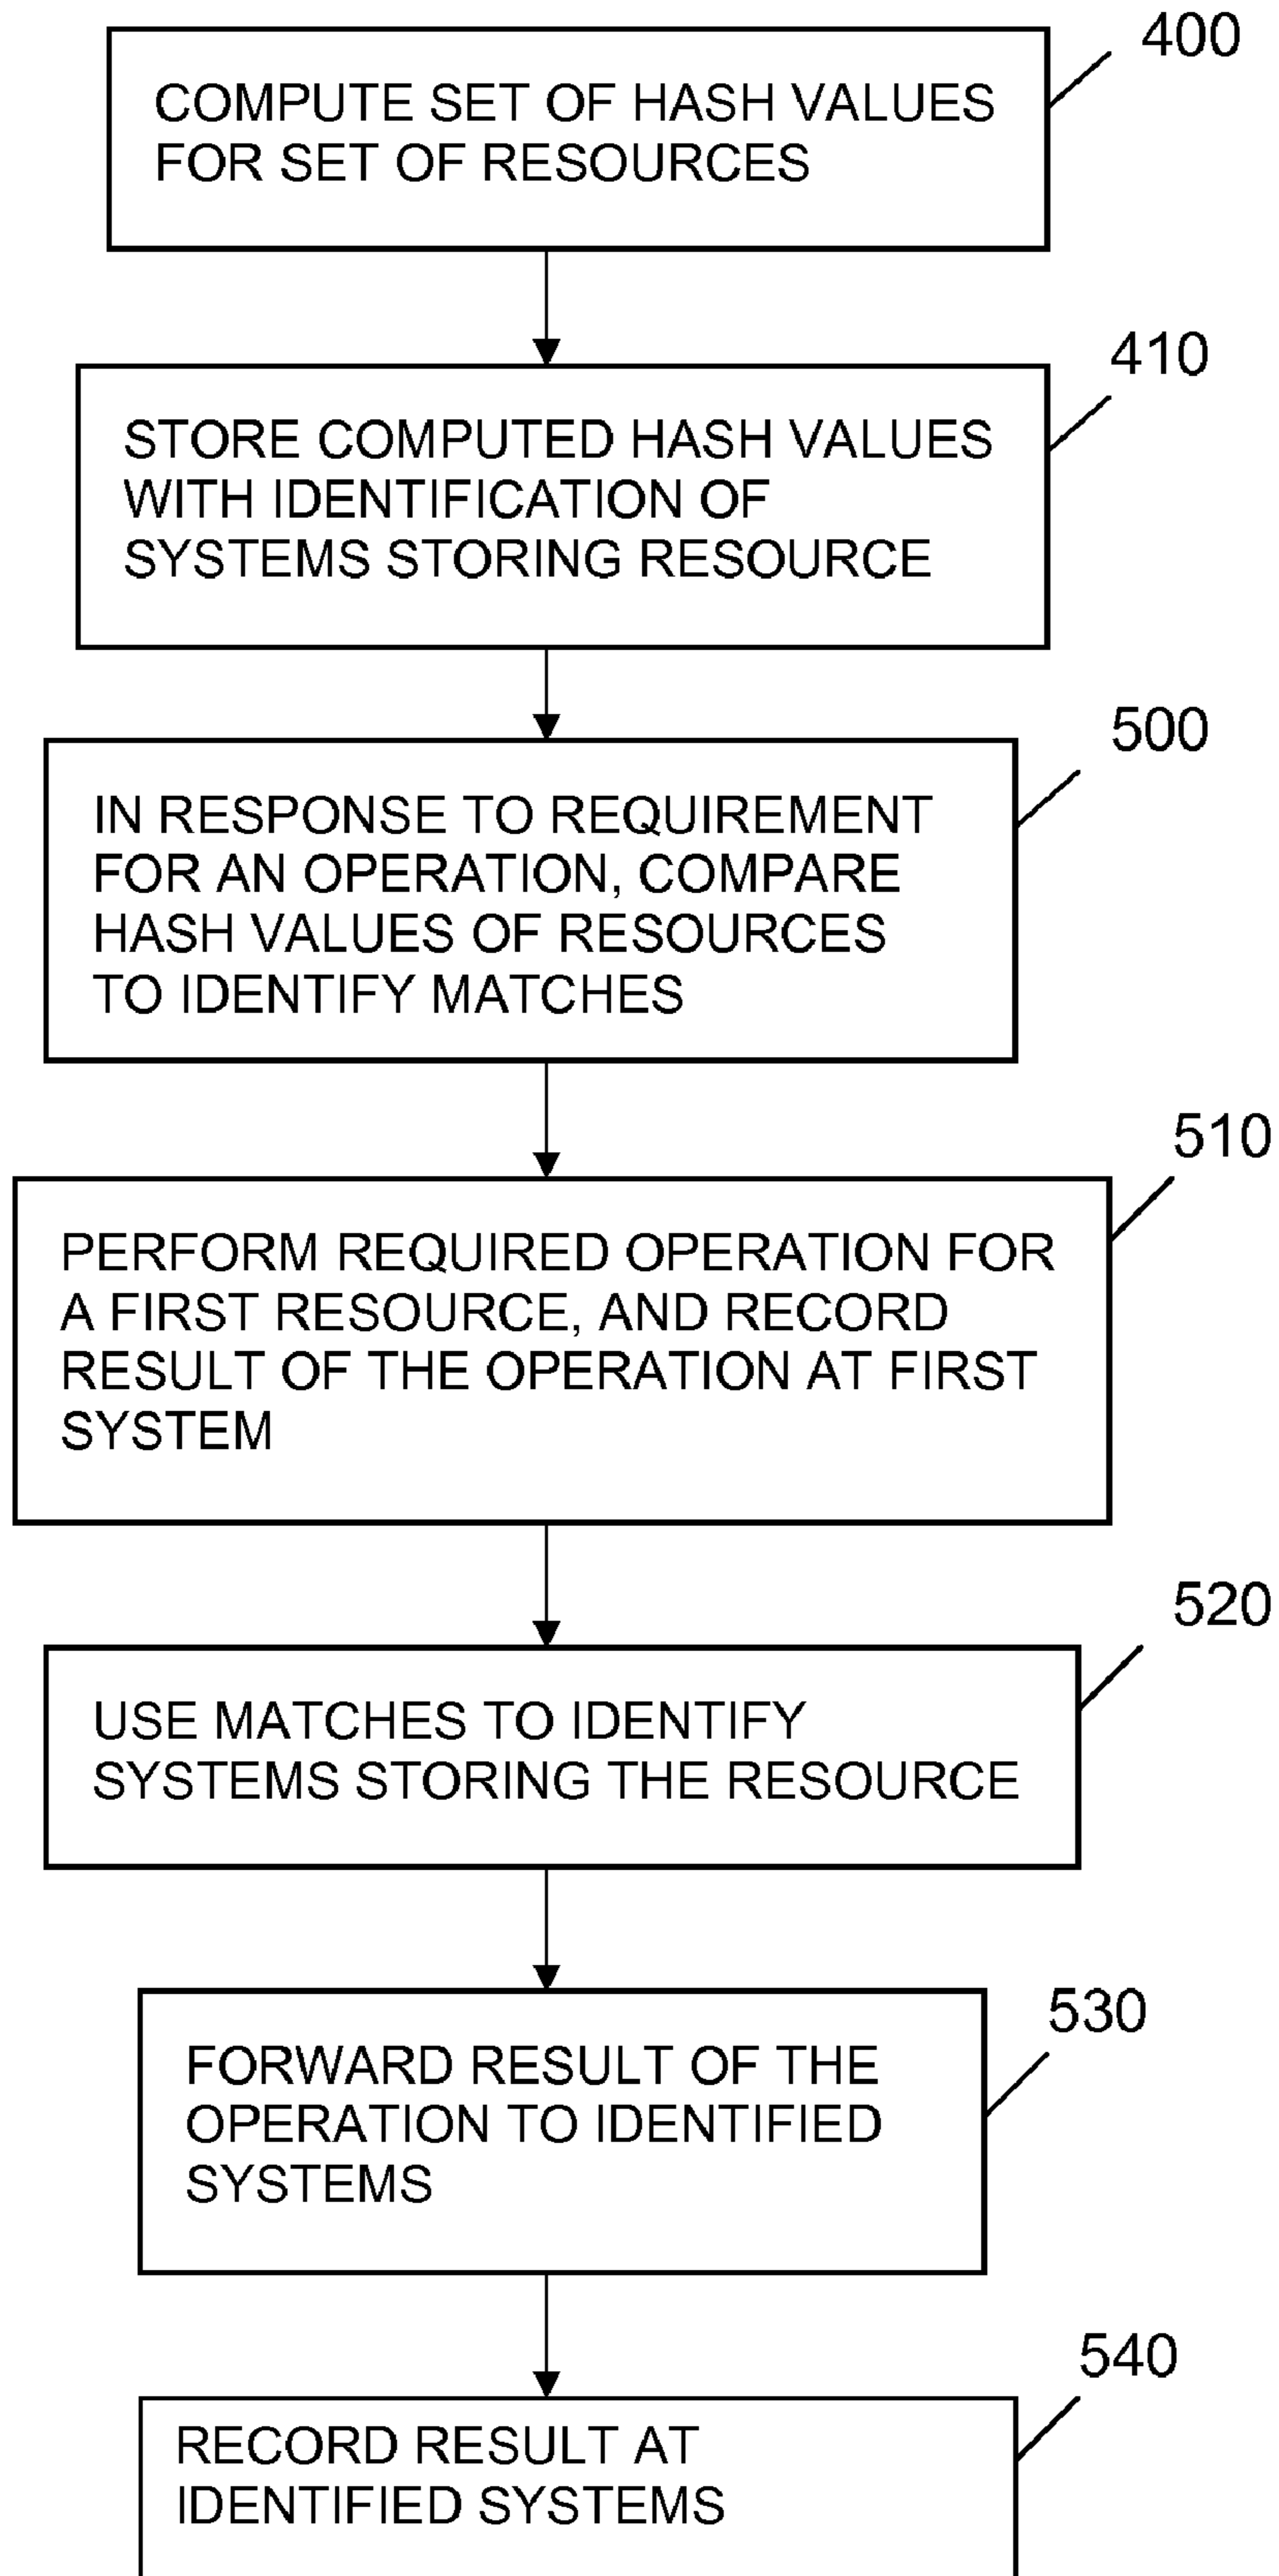 400
COMPUTE SET OF HASH VALUES
FOR SET OF RESOURCES
410
STORE COMPUTED HASH VALUES
WITH IDENTIFICATION OF
SYSTEMS STORING RESOURCE
500
IN RESPONSE TO REQUIREMENT
FOR AN OPERATION, COMPARE
HASH VALUES OF RESOURCES
TO IDENTIFY MATCHES
510
PERFORM REQUIRED OPERATION FOR
A FIRST RESOURCE, AND RECORD
RESULT OF THE OPERATION AT FIRST
SYSTEM
520
USE MATCHES TO IDENTIFY
SYSTEMS STORING THE RESOURCE
530
FORWARD RESULT OF THE
OPERATION TO IDENTIFIED
SYSTEMS
540
RECORD RESULT AT
IDENTIFIED SYSTEMS